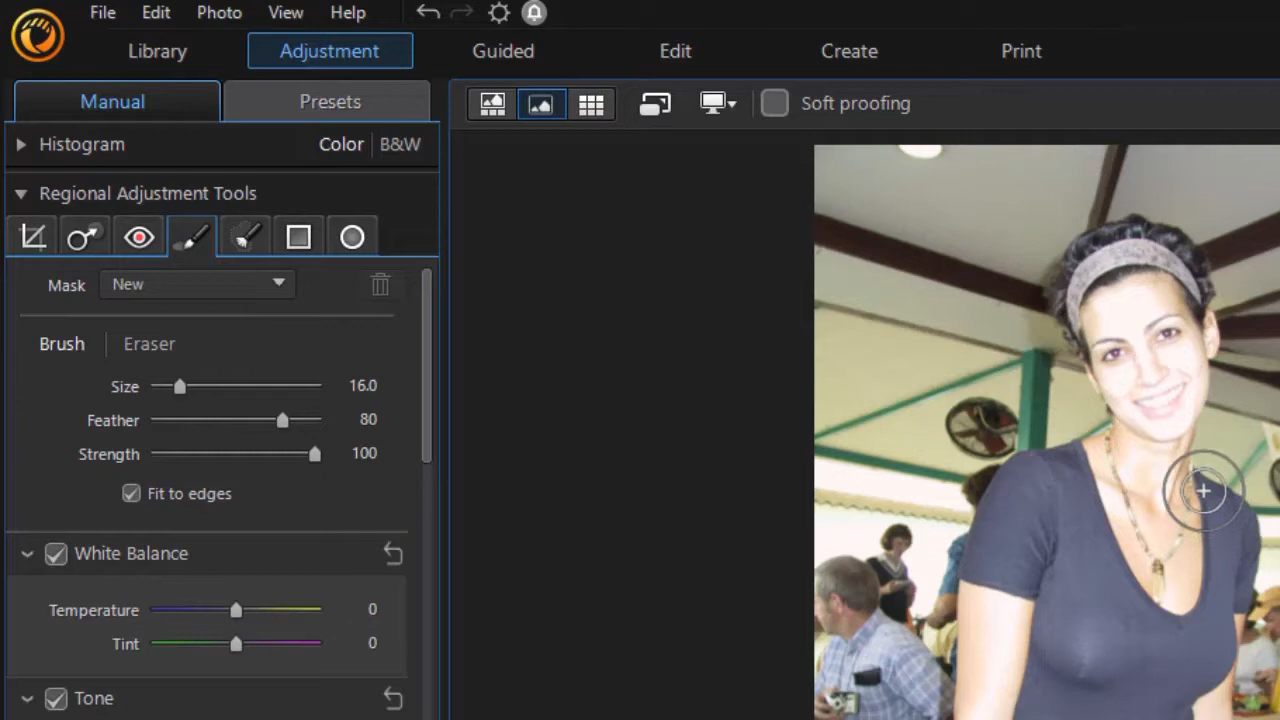 File Edit Photo View Help
Library Adjustment Guided Edit Create Print
Manual Presets
Soft proofing
Histogram Color B&W
Regional Adjustment Tools
Mask New
Brush Eraser
Size 16.0
Feather 80
Strength 100
Fit to edges
White Balance
Temperature 0
Tint 0
Tone